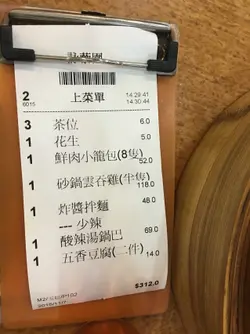 2
6015
上菜單
14:29:41
14:30:44
3 茶位 6.0
1 花生 5.0
1 鮮肉小籠包(8隻) 52.0
1 砂鍋雲吞雞(半隻) 118.0
1 炸醬拌麵 48.0
--- 少辣
1 酸辣湯鍋巴 69.0
1 五香豆腐(二件) 14.0
$312.0